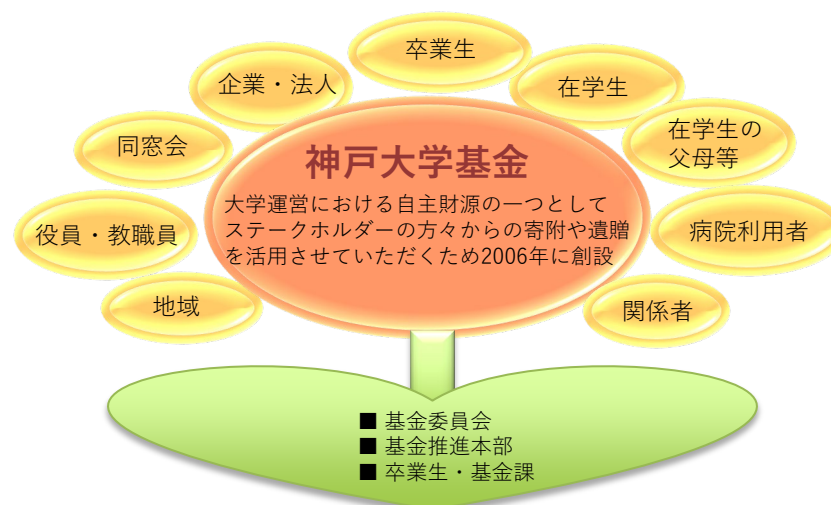 卒業生
企業・法人
在学生
同窓会
在学生の
父母等
神戸大学基金
大学運営における自主財源の一つとして
ステークホルダーの方々からの寄附や遺贈
を活用させていただくため2006年に創設
役員・教職員
病院利用者
地域
関係者
■ 基金委員会
■ 基金推進本部
■ 卒業生・基金課